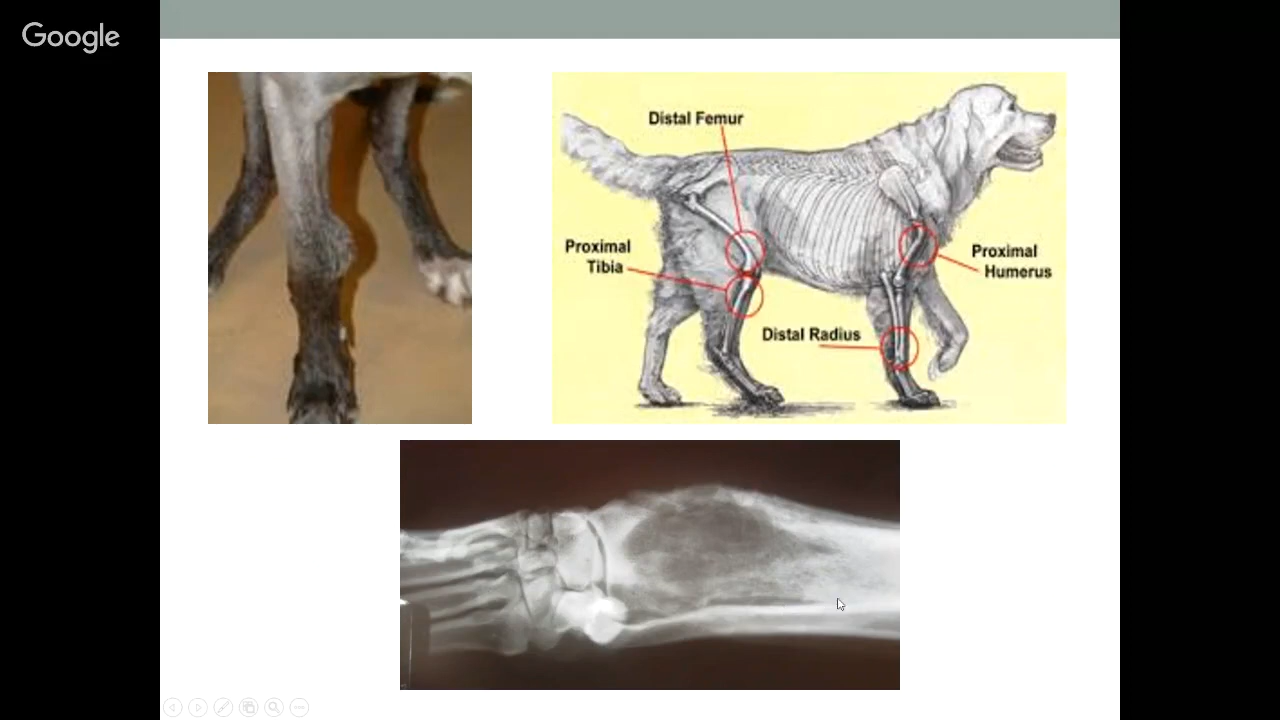 Google
Distal Femur
Proximal
Tibia
Proximal
Humerus
Distal Radius